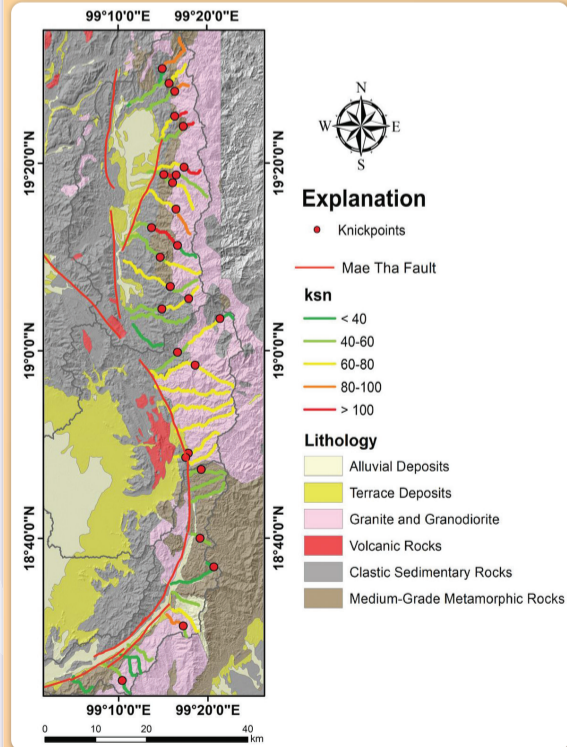 99°10'0"E 99°20'0"E
19°20'0"N
19°20'0"N
19°0'0"N
19°0'0"N
18°40'0"N
18°40'0"N
99°10'0"E 99°20'0"E
0 10 20 40
km
N
W E
S
Explanation
Knickpoints
Mae Tha Fault
ksn
< 40
40-60
60-80
80-100
> 100
Lithology
Alluvial Deposits
Terrace Deposits
Granite and Granodiorite
Volcanic Rocks
Clastic Sedimentary Rocks
Medium-Grade Metamorphic Rocks